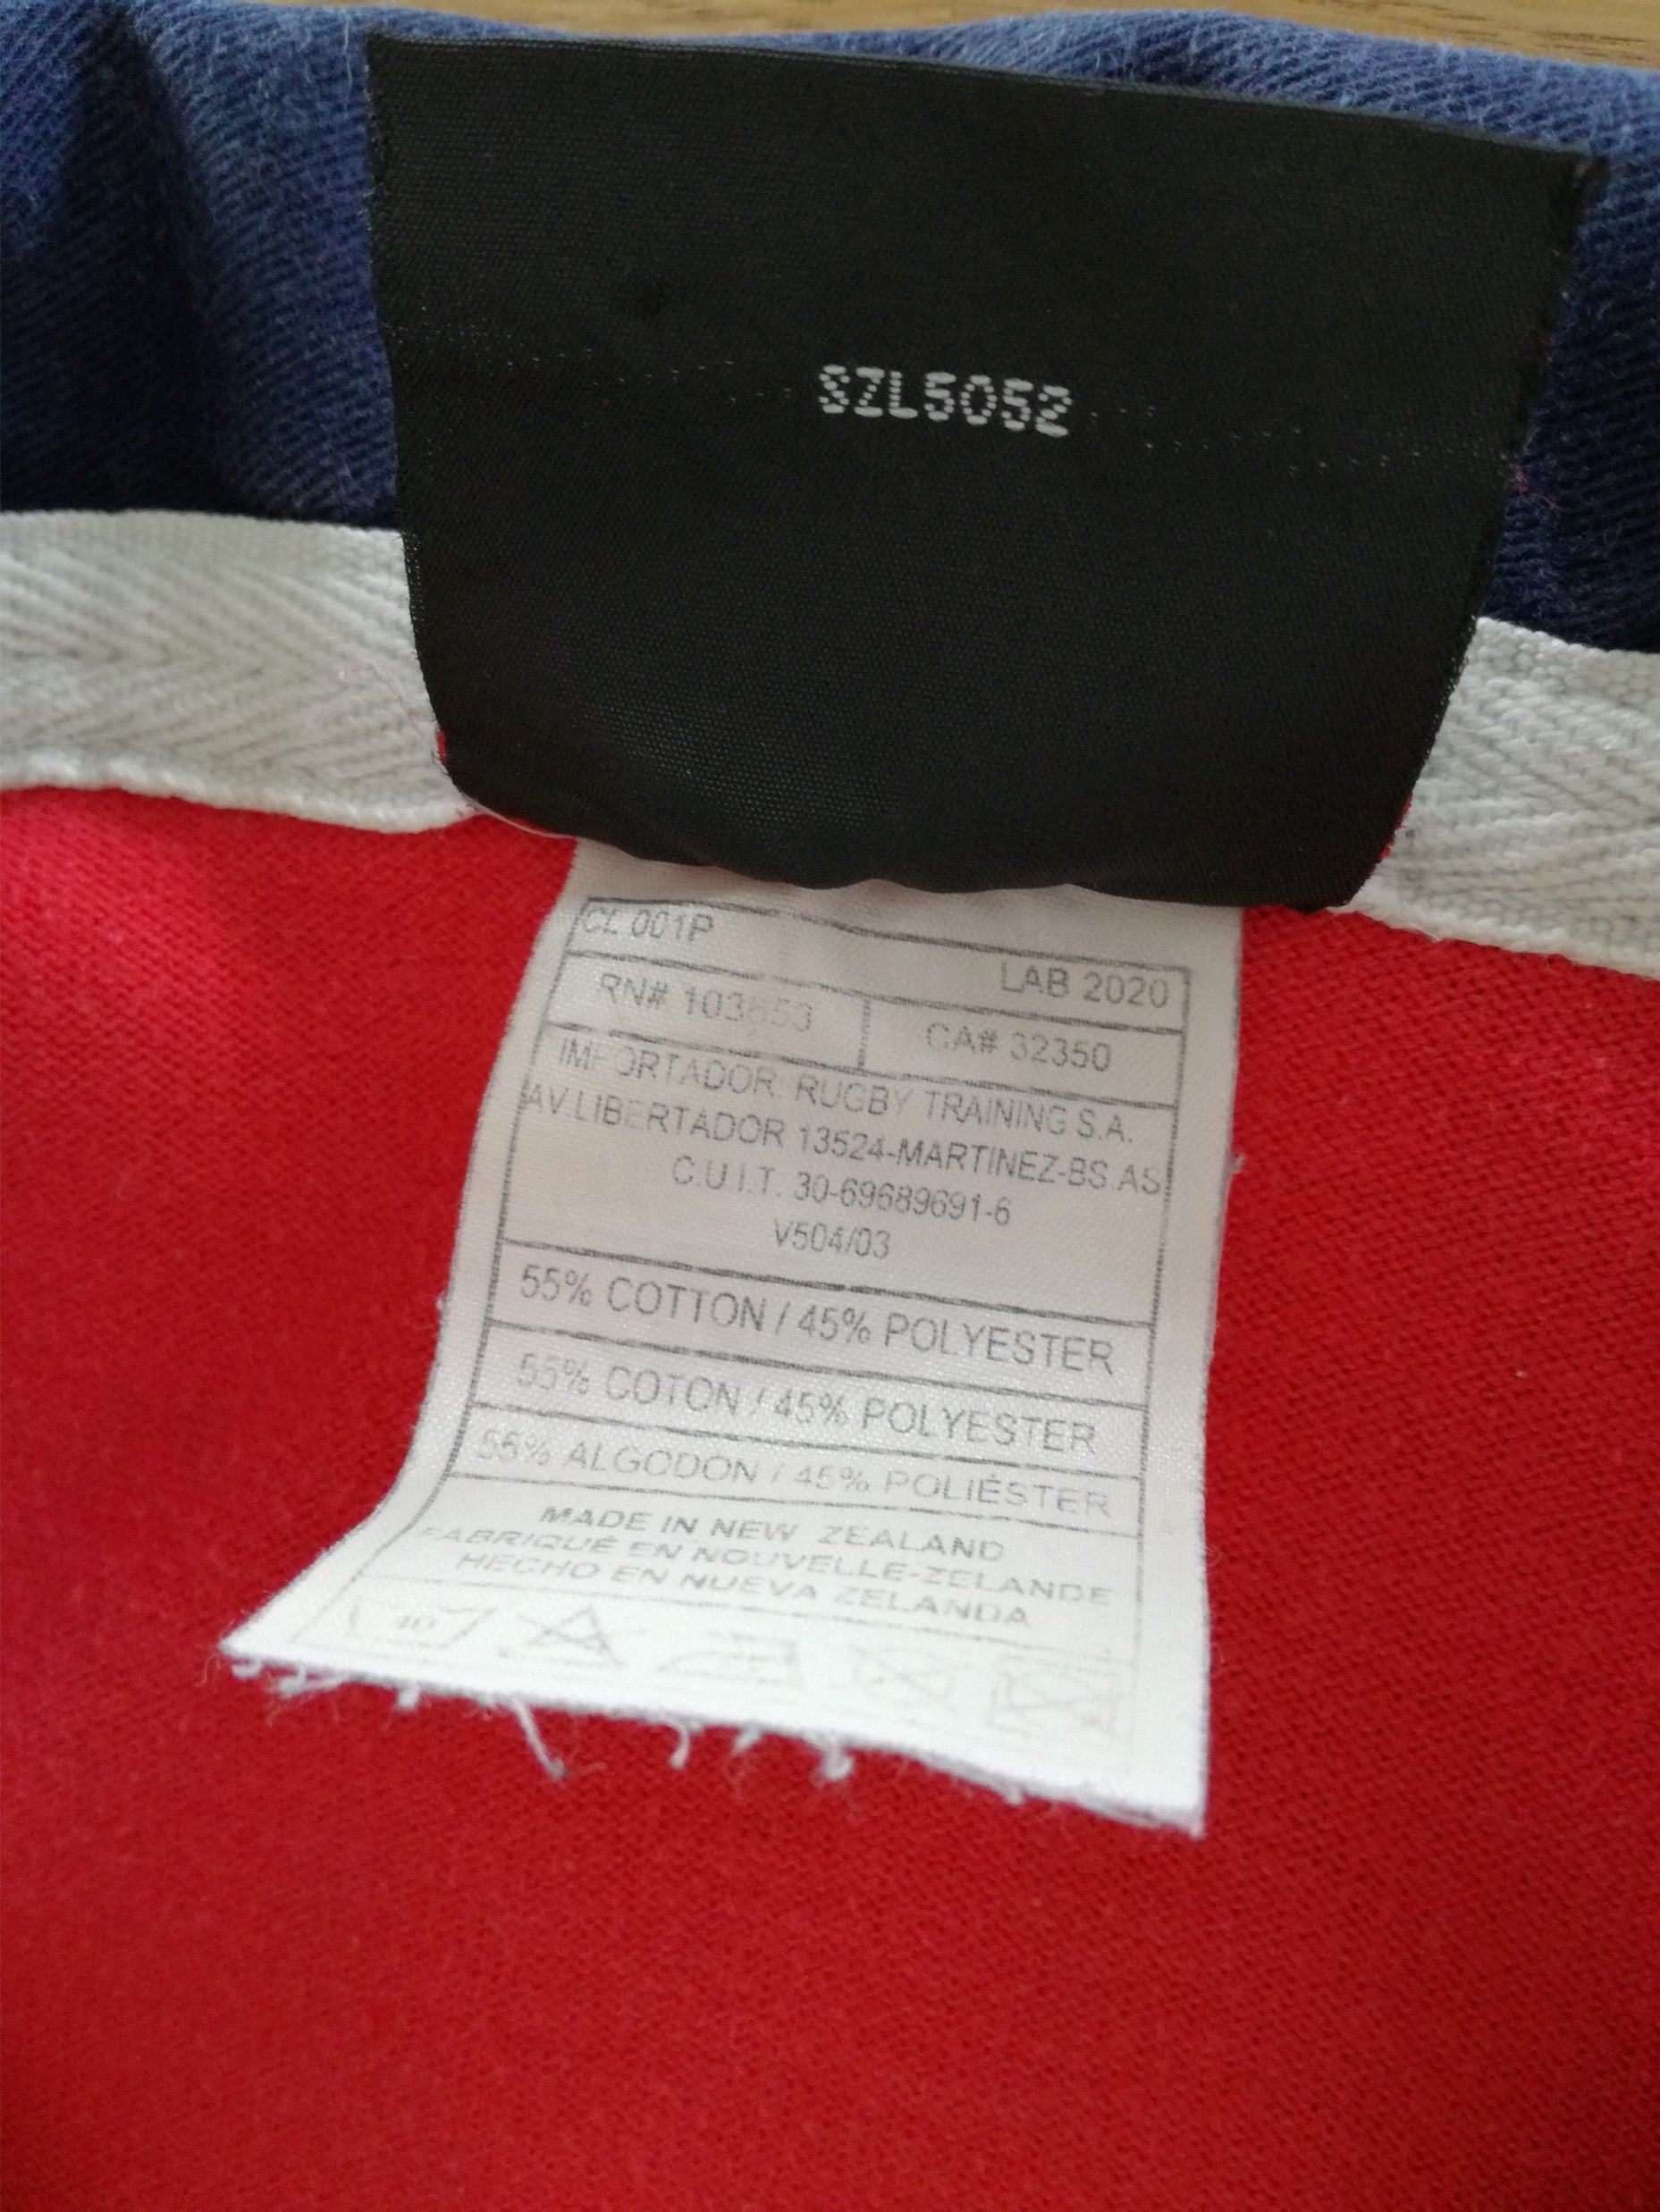 SZL5052
CL 001P
LAB 2020
RN# 103653 CA# 32350
IMPORTADOR RUGBY TRAINING S.A.
AV.LIBERTADOR 13524-MARTINEZ-BS.AS
C.U.I.T. 30-69689691-6
V504/03
55% COTTON / 45% POLYESTER
55% COTON / 45% POLYESTER
55% ALGODON / 45% POLIÉSTER
MADE IN NEW ZEALAND
FABRIQUÉ EN NOUVELLE-ZELANDE
HECHO EN NUEVA ZELANDA
40